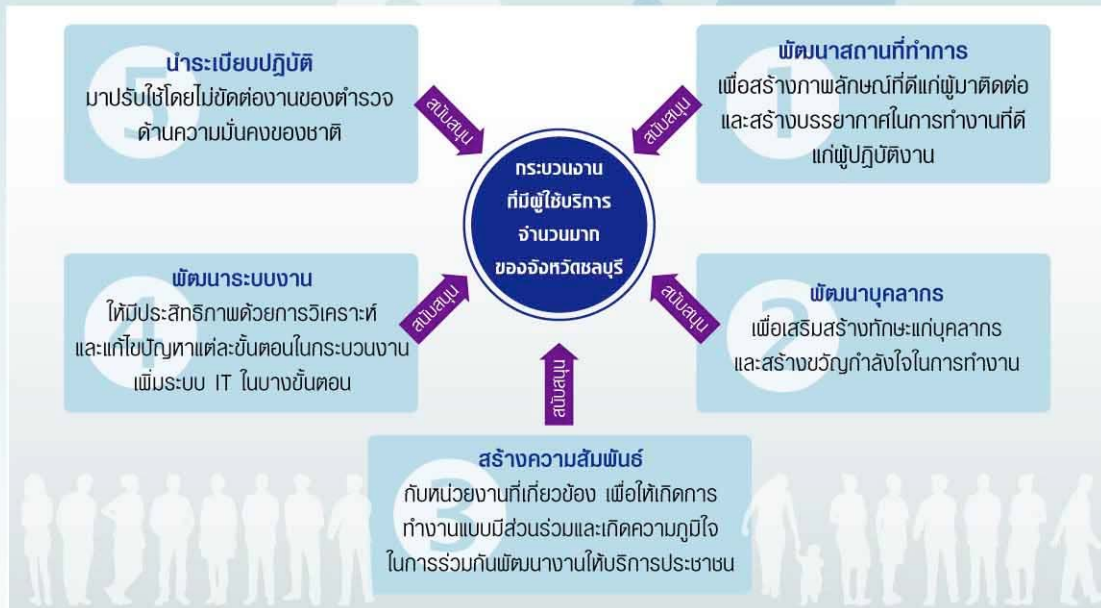 กระบวนงาน
ที่มีผู้ใช้บริการ
จำนวนมาก
ของจังหวัดชลบุรี
1
พัฒนาสถานที่ทำการ
เพื่อสร้างภาพลักษณ์ที่ดีแก่ผู้มาติดต่อ
และสร้างบรรยากาศในการทำงานที่ดี
แก่ผู้ปฏิบัติงาน
สนับสนุน
2
พัฒนาบุคลากร
เพื่อเสริมสร้างทักษะแก่บุคลากร
และสร้างขวัญกำลังใจในการทำงาน
สนับสนุน
3
สร้างความสัมพันธ์
กับหน่วยงานที่เกี่ยวข้อง เพื่อให้เกิดการ
ทำงานแบบมีส่วนร่วมและเกิดความภูมิใจ
ในการร่วมกันพัฒนางานให้บริการประชาชน
สนับสนุน
4
พัฒนาระบบงาน
ให้มีประสิทธิภาพด้วยการวิเคราะห์
และแก้ไขปัญหาแต่ละขั้นตอนในกระบวนงาน
เพิ่มระบบ IT ในบางขั้นตอน
สนับสนุน
5
นำระเบียบปฏิบัติ
มาปรับใช้โดยไม่ขัดต่องานของตำรวจ
ด้านความมั่นคงของชาติ
สนับสนุน